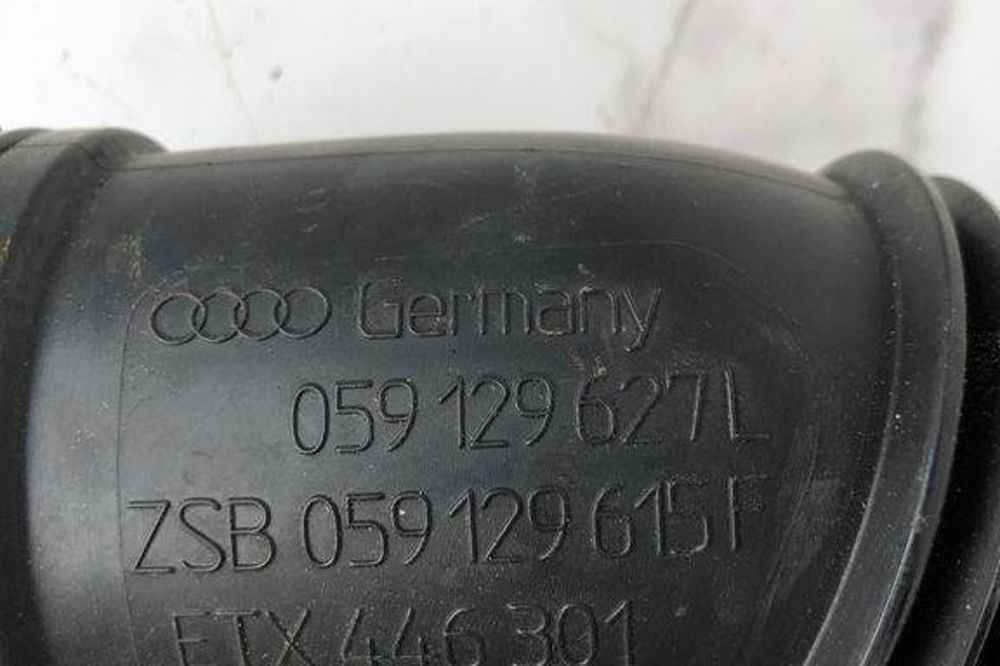 Germany
059 129 627 L
ZSB 059 129 615 F
ETX 446 301